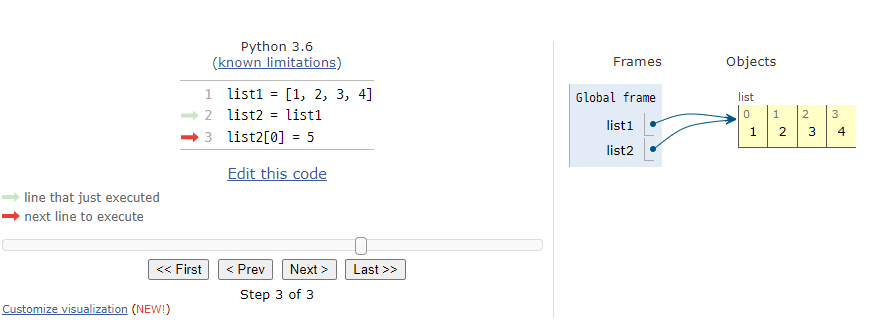 Python 3.6
(known limitations)
1 list1 = [1, 2, 3, 4]
2 list2 = list1
3 list2[0] = 5
Edit this code
line that just executed
next line to execute
<< First < Prev Next > Last >>
Step 3 of 3
Customize visualization (NEW!)
Frames Objects
Global frame
list1
list2
list
0 1 2 3
1 2 3 4